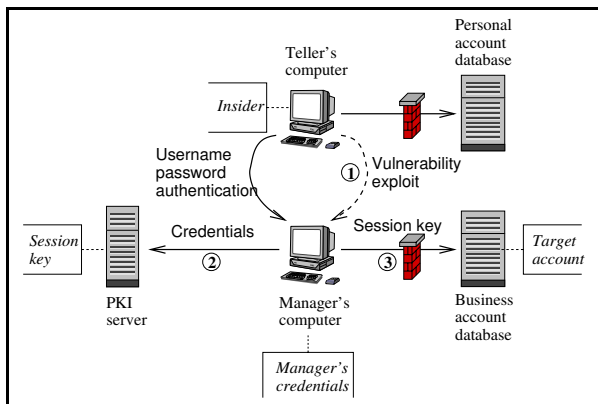 Personal
account
database
Teller's
computer
Insider
Username
password
authentication
1
Vulnerability
exploit
Session
key
Credentials
2
Session key
3
Target
account
PKI
server
Manager's
computer
Business
account
database
Manager's
credentials